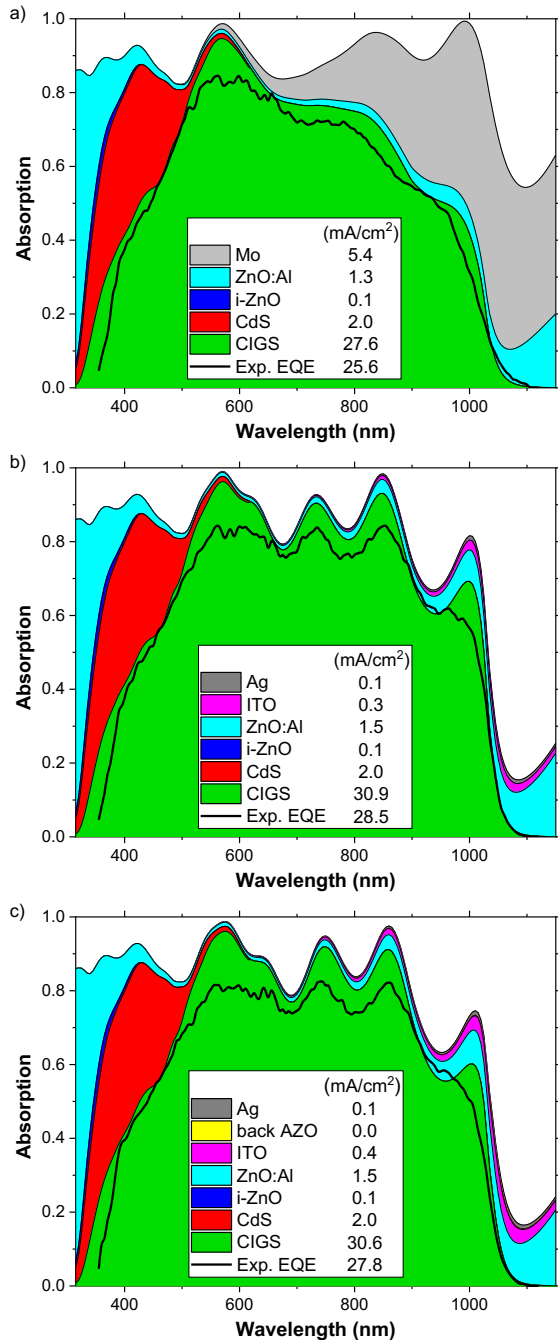 a)
1.0
0.8
0.6
0.4
0.2
0.0
Absorption
(mA/cm²)
Mo 5.4
ZnO:Al 1.3
i-ZnO 0.1
CdS 2.0
CIGS 27.6
Exp. EQE 25.6
400 600 800 1000
Wavelength (nm)
b)
1.0
0.8
0.6
0.4
0.2
0.0
Absorption
(mA/cm²)
Ag 0.1
ITO 0.3
ZnO:Al 1.5
i-ZnO 0.1
CdS 2.0
CIGS 30.9
Exp. EQE 28.5
400 600 800 1000
Wavelength (nm)
c)
1.0
0.8
0.6
0.4
0.2
0.0
Absorption
(mA/cm²)
Ag 0.1
back AZO 0.0
ITO 0.4
ZnO:Al 1.5
i-ZnO 0.1
CdS 2.0
CIGS 30.6
Exp. EQE 27.8
400 600 800 1000
Wavelength (nm)